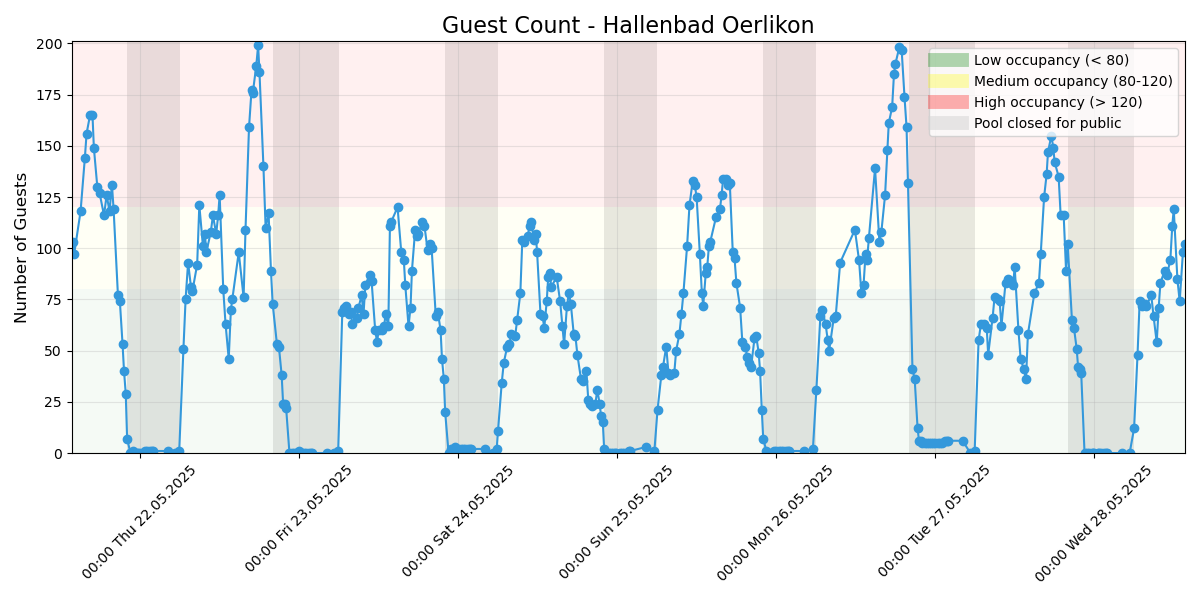 Guest Count - Hallenbad Oerlikon
Number of Guests
200
175
150
125
100
75
50
25
0
Low occupancy (< 80)
Medium occupancy (80-120)
High occupancy (> 120)
Pool closed for public
00:00 Thu 22.05.2025
00:00 Fri 23.05.2025
00:00 Sat 24.05.2025
00:00 Sun 25.05.2025
00:00 Mon 26.05.2025
00:00 Tue 27.05.2025
00:00 Wed 28.05.2025